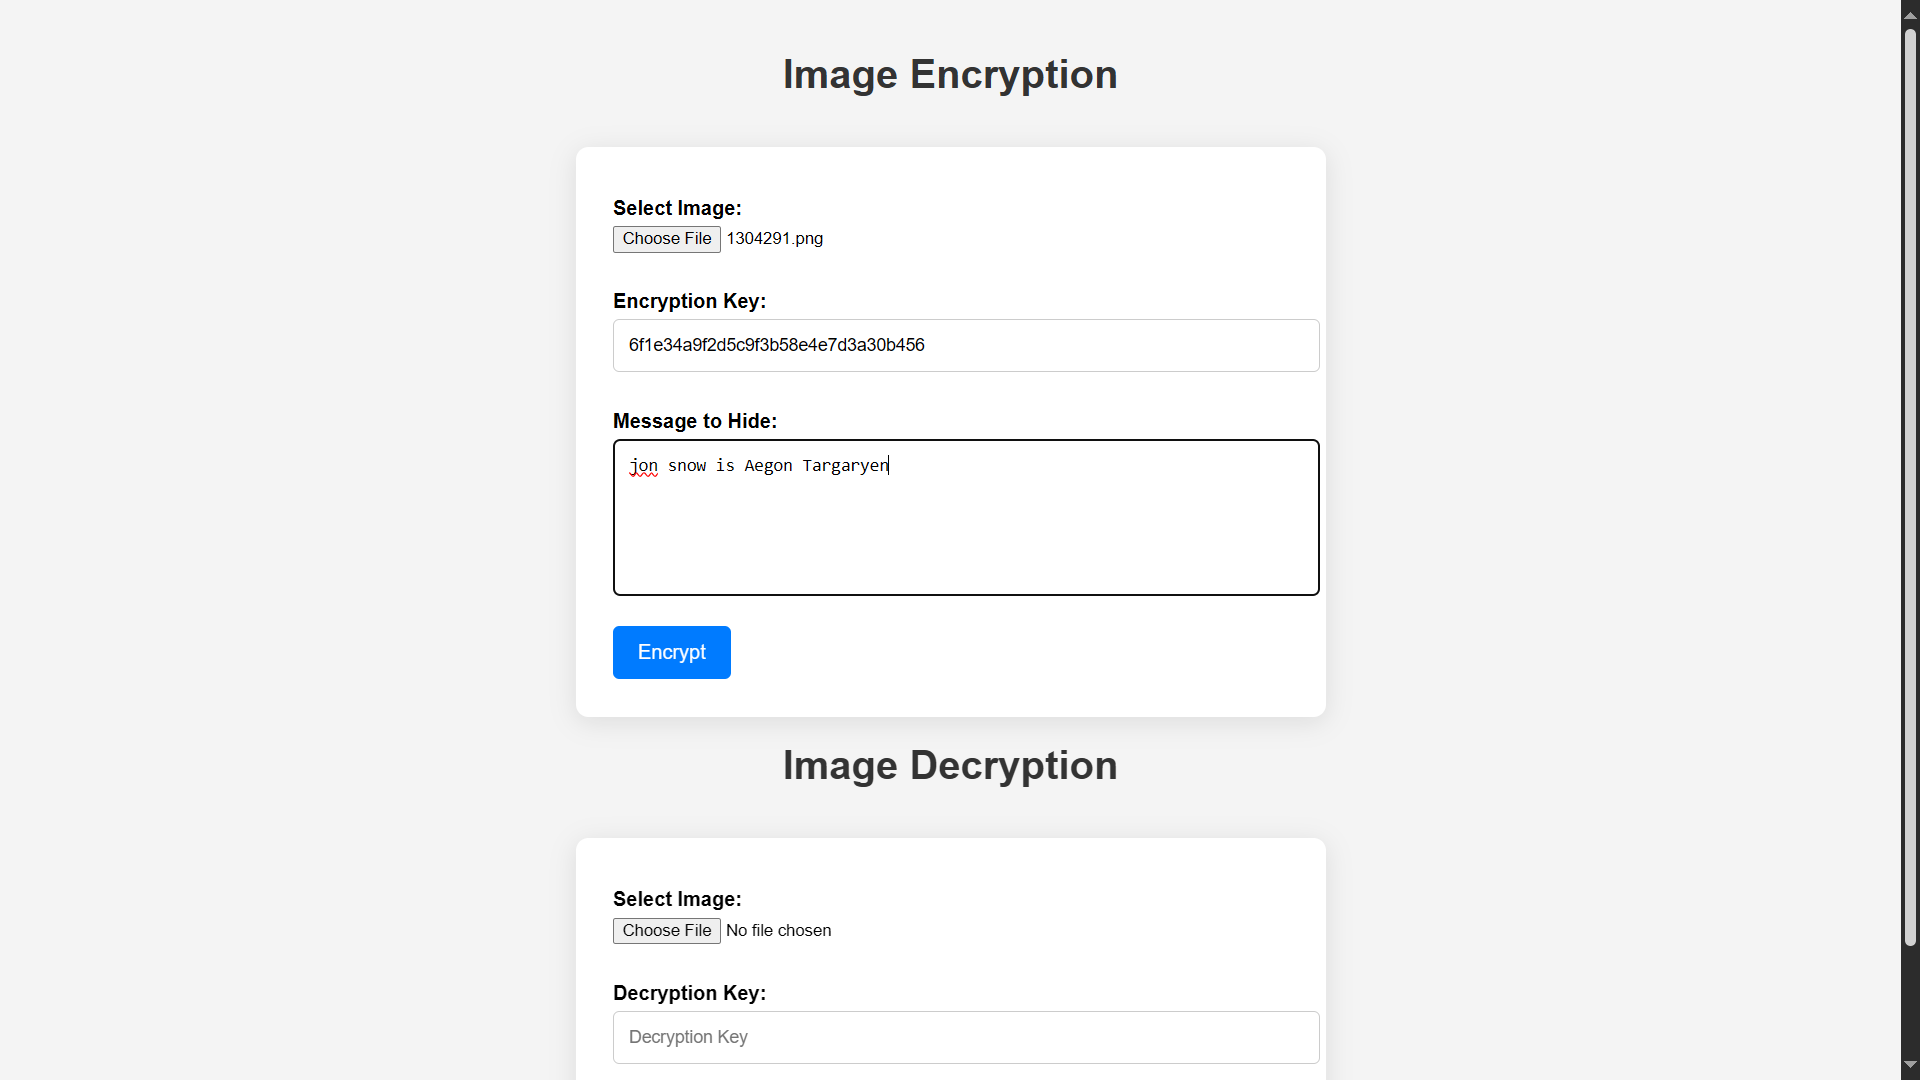 Image Encryption
Select Image:
Choose File 1304291.png
Encryption Key:
6f1e34a9f2d5c9f3b58e4e7d3a30b456
Message to Hide:
jon snow is Aegon Targaryen
Encrypt
Image Decryption
Select Image:
Choose File No file chosen
Decryption Key:
Decryption Key